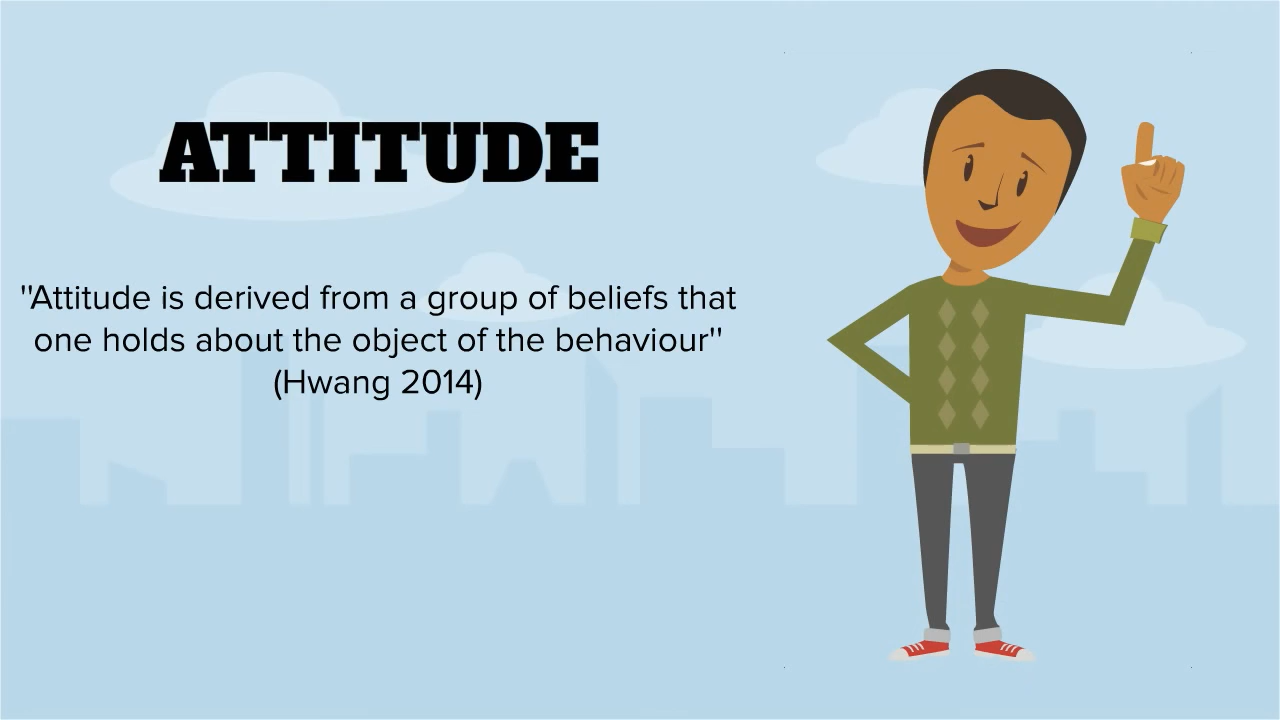 ATTITUDE
"Attitude is derived from a group of beliefs that
one holds about the object of the behaviour"
(Hwang 2014)